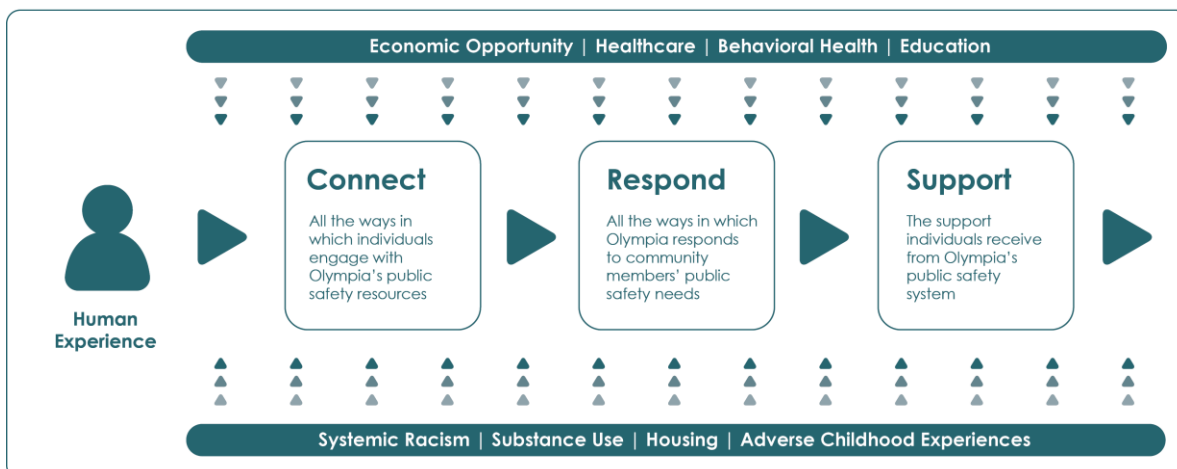 Economic Opportunity | Healthcare | Behavioral Health | Education
Connect
All the ways in
which individuals
engage with
Olympia’s public
safety resources
Respond
All the ways in which
Olympia responds
to community
members’ public
safety needs
Support
The support
individuals receive
from Olympia’s
public safety
system
Human
Experience
Systemic Racism | Substance Use | Housing | Adverse Childhood Experiences